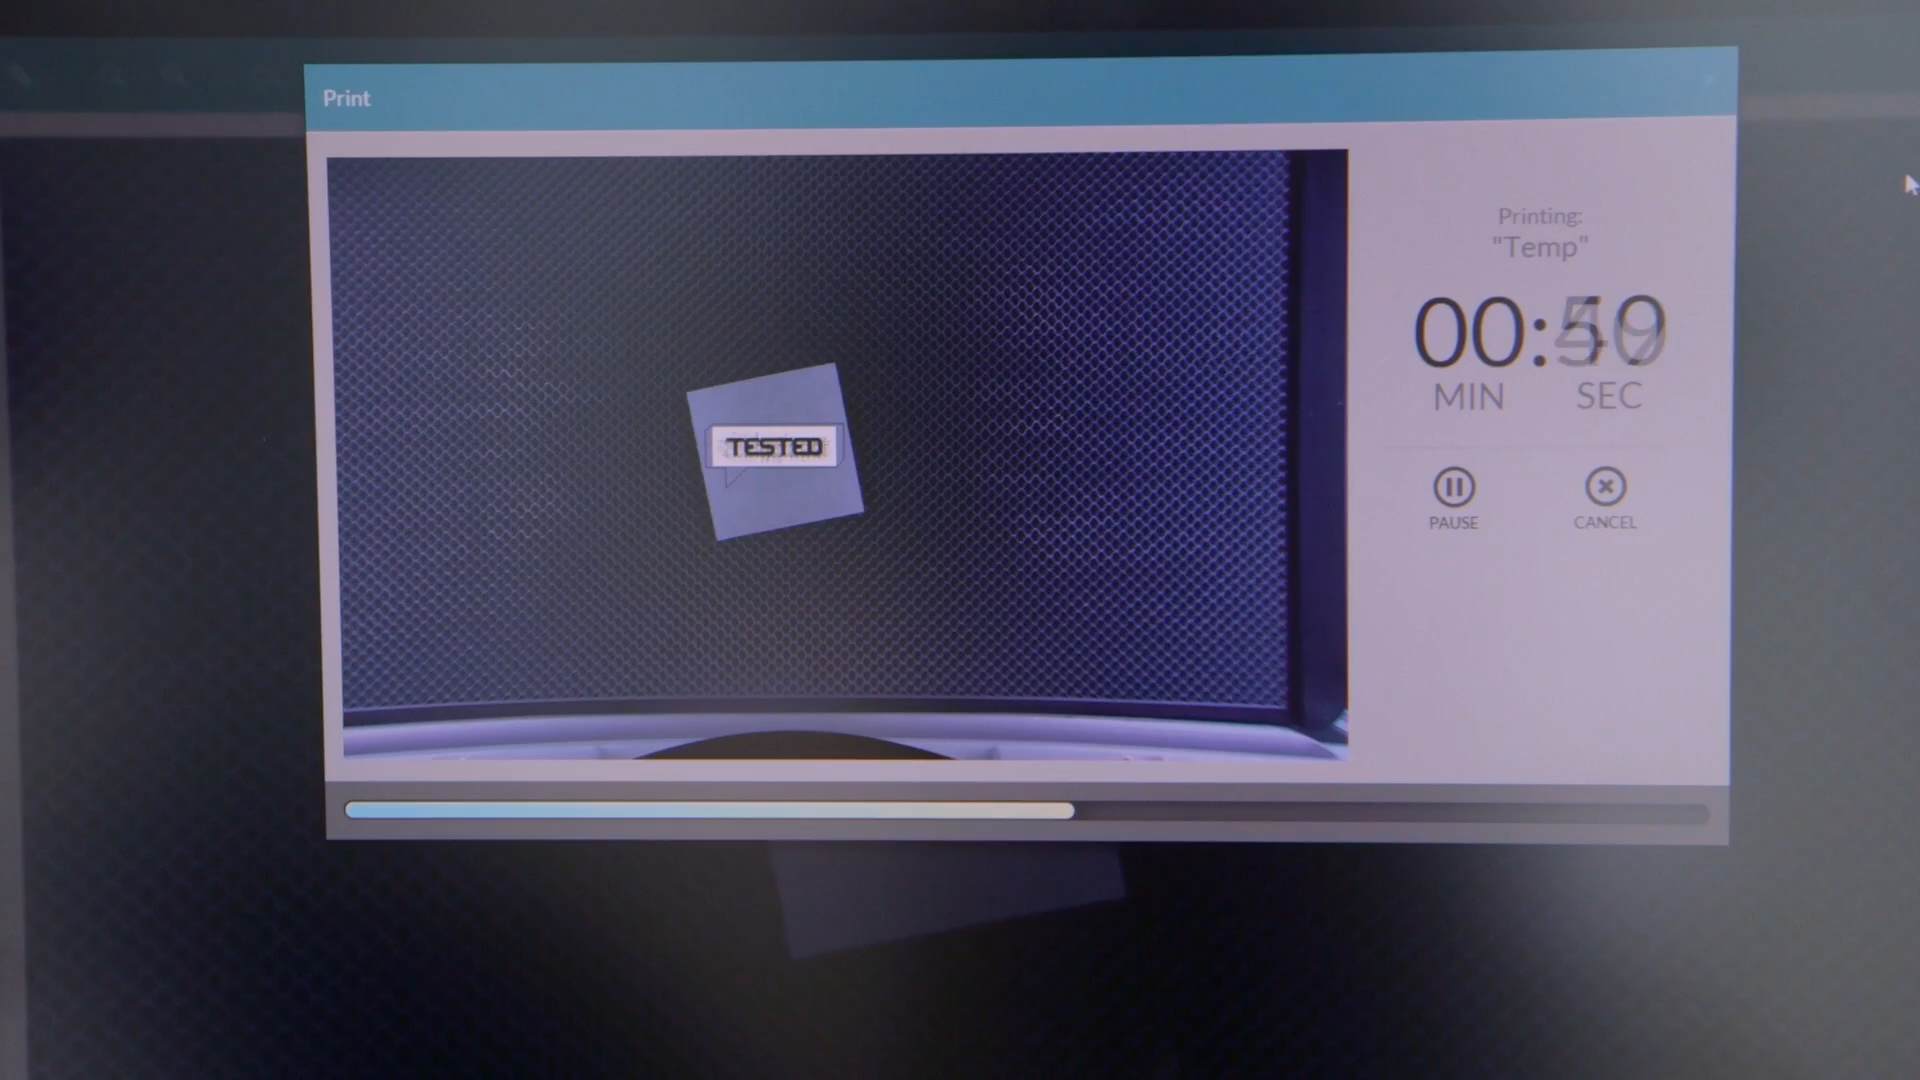 Print
Printing:
"Temp"
MIN SEC
PAUSE CANCEL
TESTED